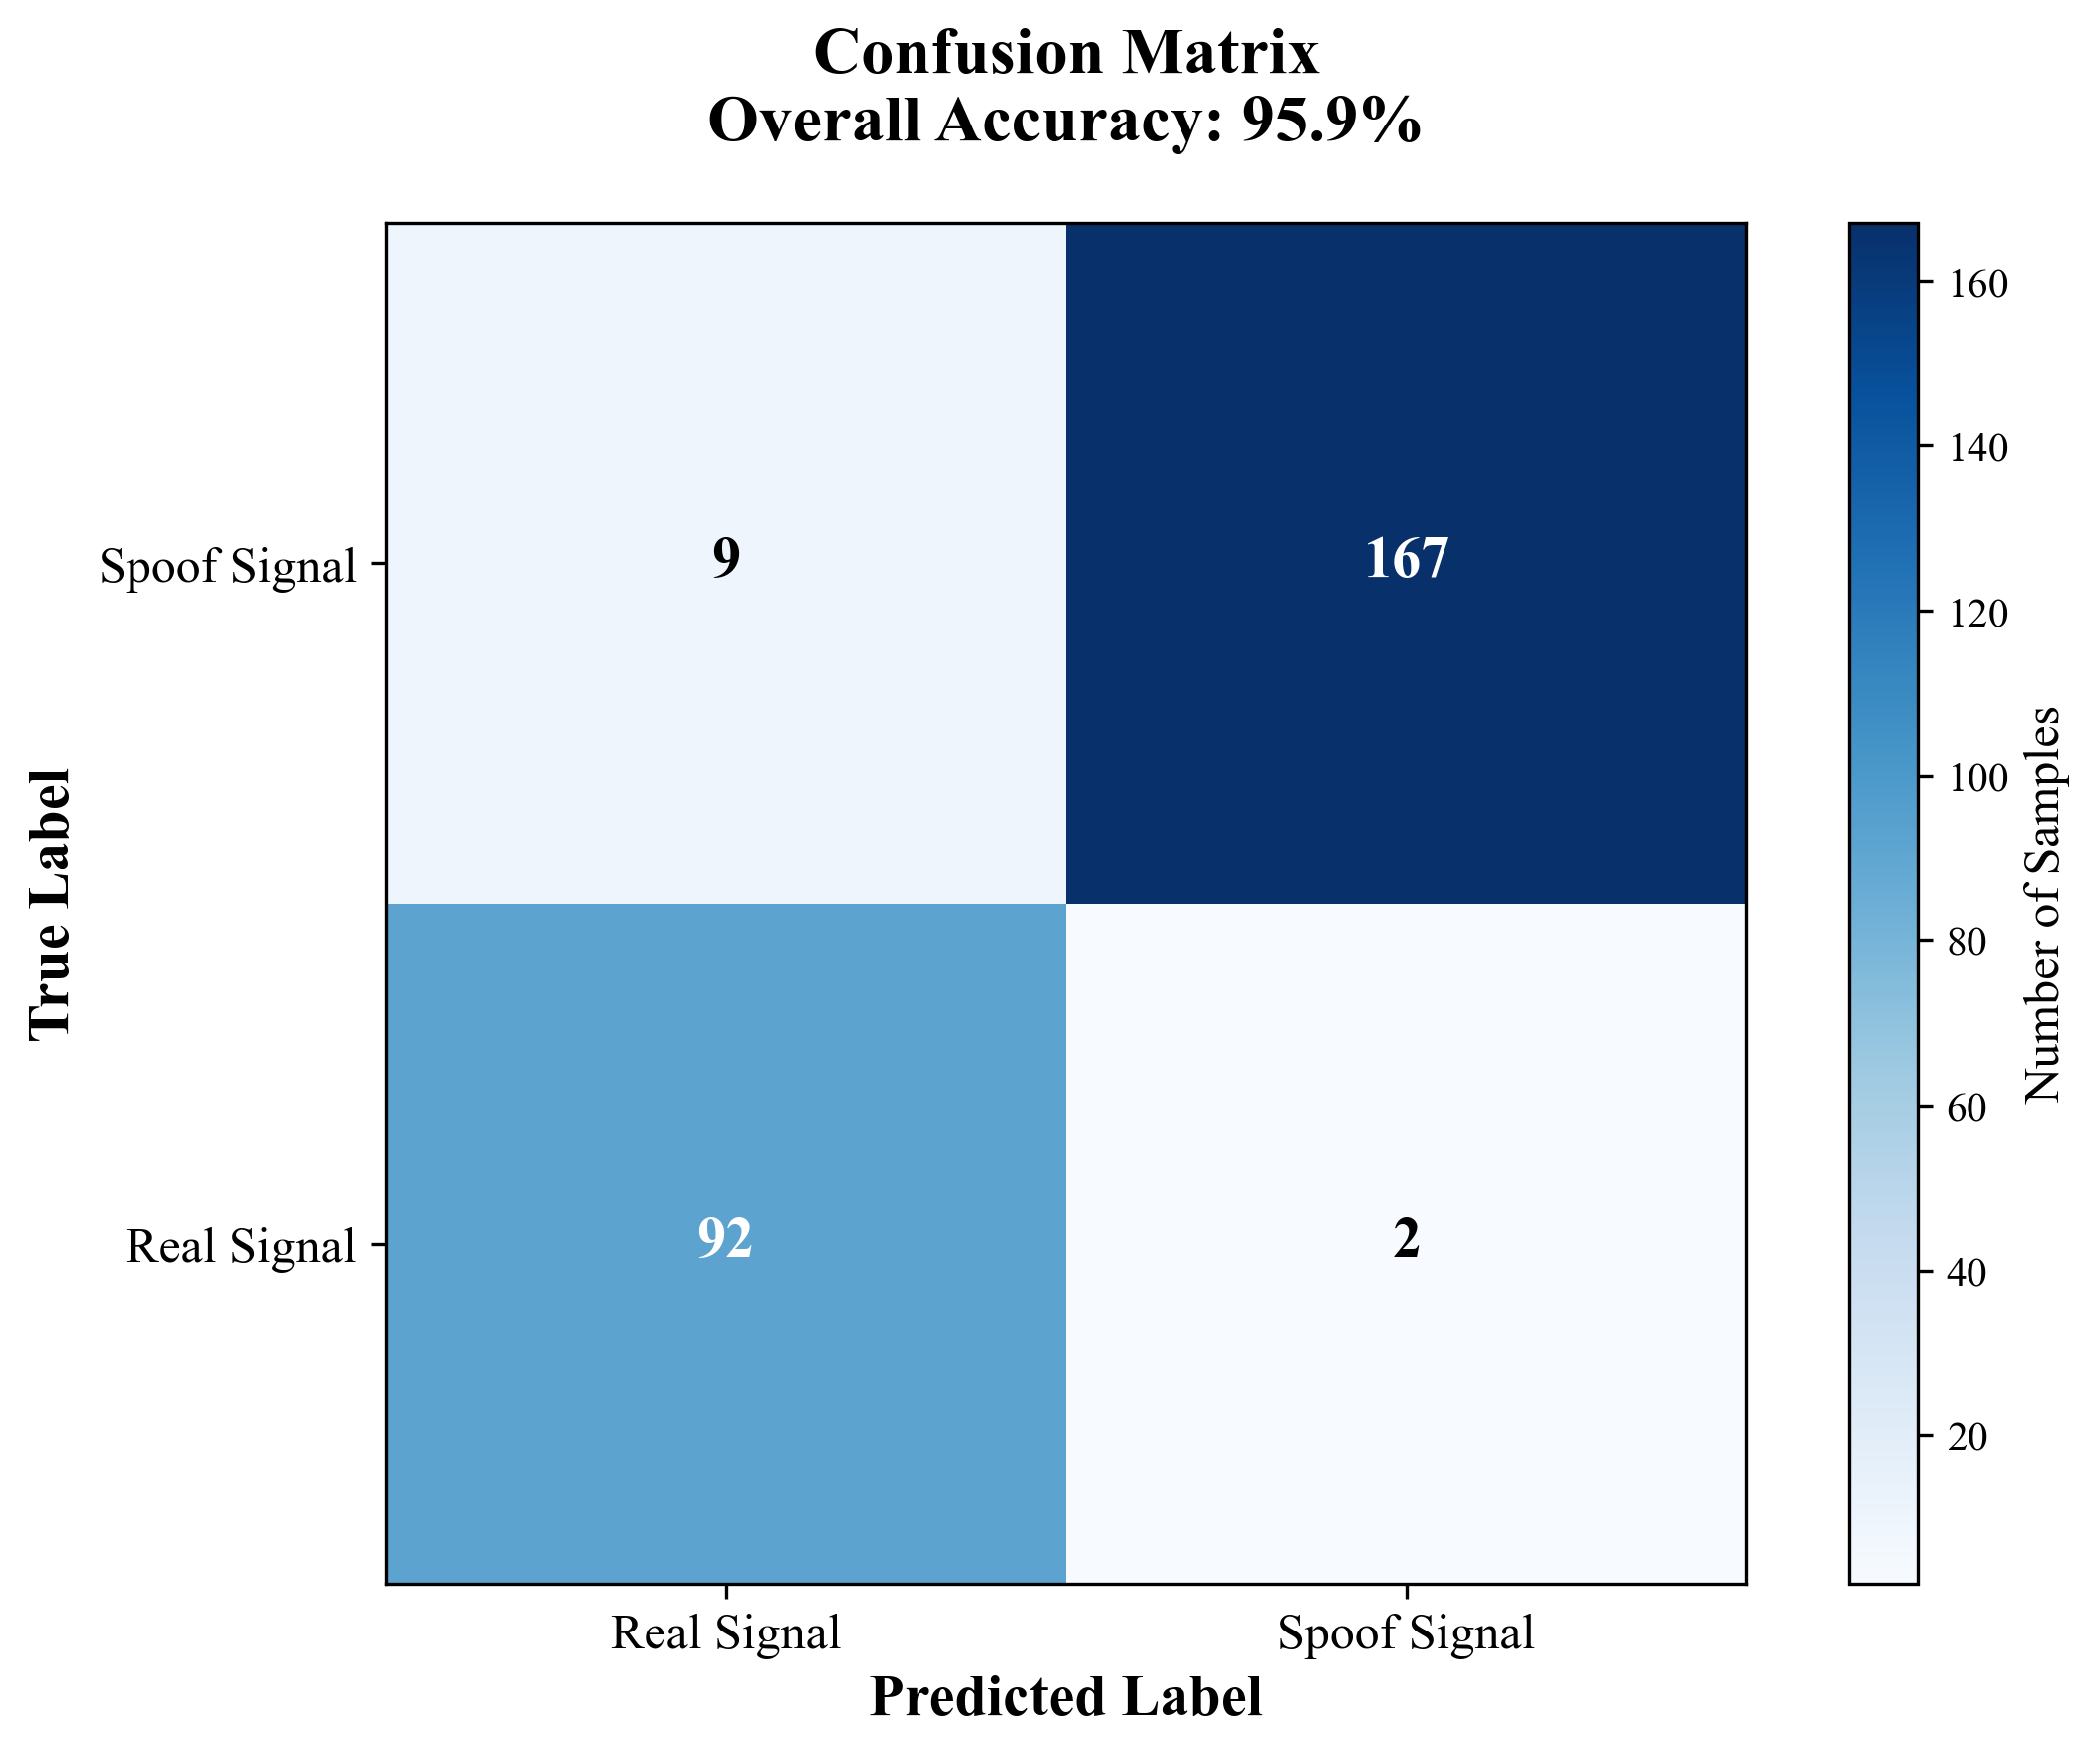 Confusion Matrix
Overall Accuracy: 95.9%
True Label
Spoof Signal
Real Signal
9
167
92
2
Real Signal
Spoof Signal
Predicted Label
160
140
120
100
80
60
40
20
Number of Samples